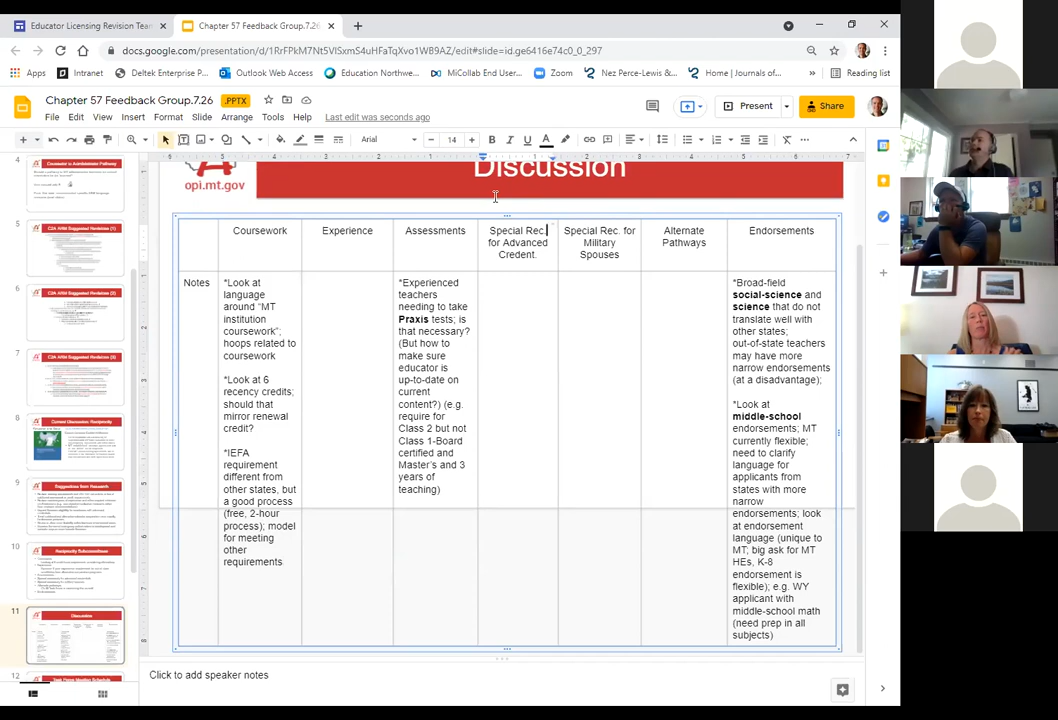 Educator Licensing Revision Team
Chapter 57 Feedback Group.7.26
docs.google.com/presentation/d/1RrFPkM7Nt5VlSxmS4uHFaTqXvo1WB9AZ/edit#slide=id.ge6416e74c0_0_297
Apps
Intranet
Deltek Enterprise P...
Outlook Web Access
Education Northwe...
MiCollab End User...
Zoom
Nez Perce-Lewis &...
Home | Journals of...
Reading list
Chapter 57 Feedback Group.7.26
.PPTX
File Edit View Insert Format Slide Arrange Tools Help
Last edit was seconds ago
Present
Share
Arial
14
opi.mt.gov
Discussion
Coursework
Experience
Assessments
Special Rec.
for Advanced
Credent.
Special Rec. for
Military
Spouses
Alternate
Pathways
Endorsements
Notes
*Look at
language
around “MT
institution
coursework”;
hoops related to
coursework
*Look at 6
recency credits;
should that
mirror renewal
credit?
*IEFA
requirement
different from
other states, but
a good process
(free, 2-hour
process); model
for meeting
other
requirements
*Experienced
teachers
needing to take
Praxis tests; is
that necessary?
(But how to
make sure
educator is
up-to-date on
current
content?) (e.g.
require for
Class 2 but not
Class 1-Board
certified and
Master’s and 3
years of
teaching)
*Broad-field
social-science and
science that do not
translate well with
other states;
out-of-state teachers
may have more
narrow endorsements
(at a disadvantage);
*Look at
middle-school
endorsements; MT
currently flexible;
need to clarify
language for
applicants from
states with more
narrow
endorsements; look
at endorsement
language (unique to
MT; big ask for MT
HEs, K-8
endorsement is
flexible); e.g. WY
applicant with
middle-school math
(need prep in all
subjects)
4
5
6
7
8
9
10
11
12
Click to add speaker notes